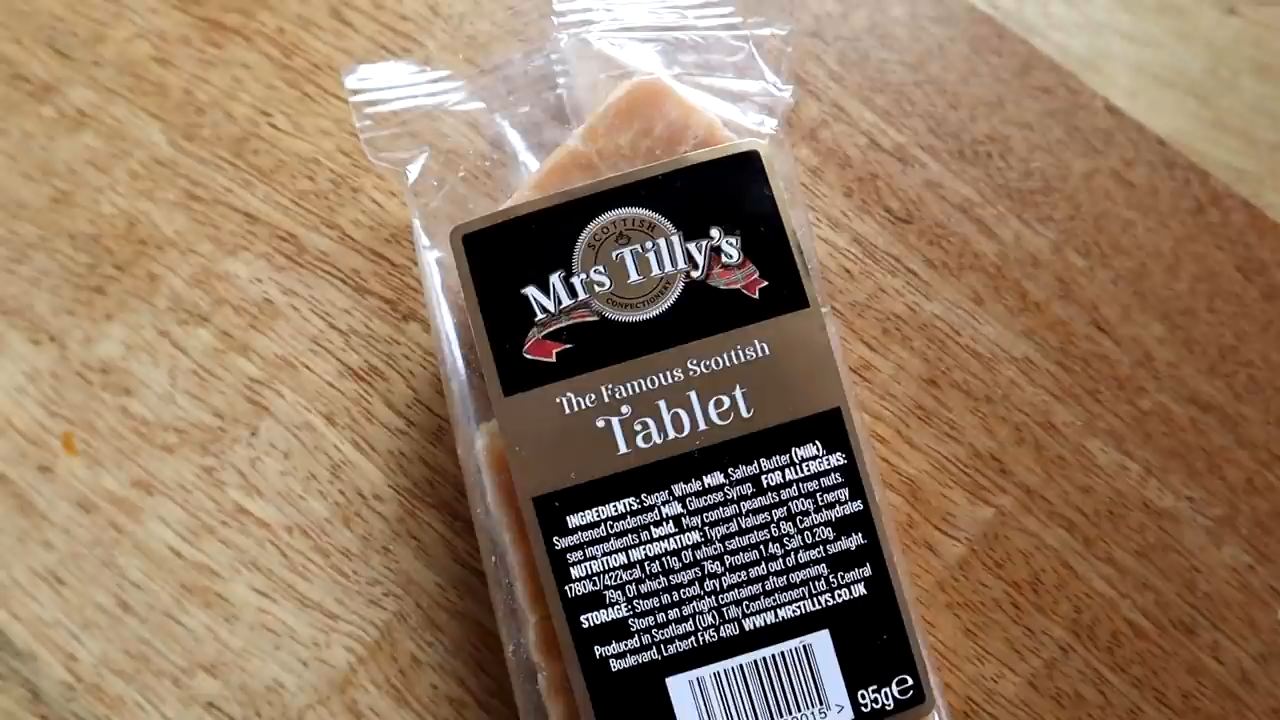 SCOTTISH
Mrs Tilly's
CONFECTIONERY
The Famous Scottish
Tablet
INGREDIENTS: Sugar, Whole Milk, Salted Butter (Milk),
Sweetened Condensed Milk, Glucose Syrup. FOR ALLERGENS:
see ingredients in bold. May contain peanuts and tree nuts.
NUTRITION INFORMATION: Typical Values per 100g: Energy
1780kJ/422kcal, Fat 11g, Of which saturates 6.8g, Carbohydrates
79g, Of which sugars 76g, Protein 1.4g, Salt 0.20g.
STORAGE: Store in a cool, dry place and out of direct sunlight.
Store in an airtight container after opening.
Produced in Scotland (UK). Tilly Confectionery Ltd. 5 Central
Boulevard, Larbert FK5 4RU WWW.MRSTILLYS.CO.UK
95g℮